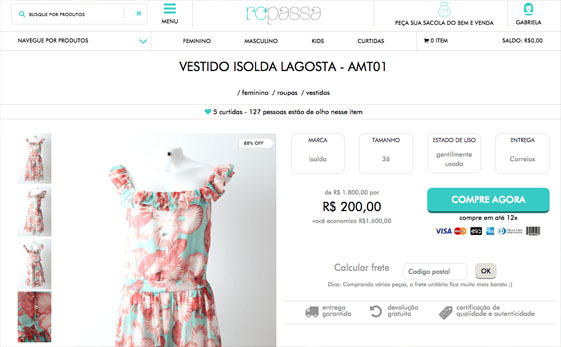 BUSQUE POR PRODUTOS
MENU
repassa
PEÇA SUA SACOLA DO BEM E VENDA
GABRIELA
NAVEGUE POR PRODUTOS
FEMININO
MASCULINO
KIDS
CURTIDAS
0 ITEM
SALDO: R$0,00
VESTIDO ISOLDA LAGOSTA - AMT01
/ feminino / roupas / vestidos
5 curtidas - 127 pessoas estão de olho nesse item
88% OFF
MARCA
isolda
TAMANHO
36
ESTADO DE USO
gentilmente
usada
ENTREGA
Correios
de R$ 1.800,00 por
R$ 200,00
você economiza R$1.600,00
COMPRE AGORA
compre em até 12x
VISA
Calcular frete
Codigo postal
OK
Dica: Comprando várias peças, o frete unitário fica muito mais barato ;)
entrega
garantida
devolução
gratuita
certificação de
qualidade e autenticidade